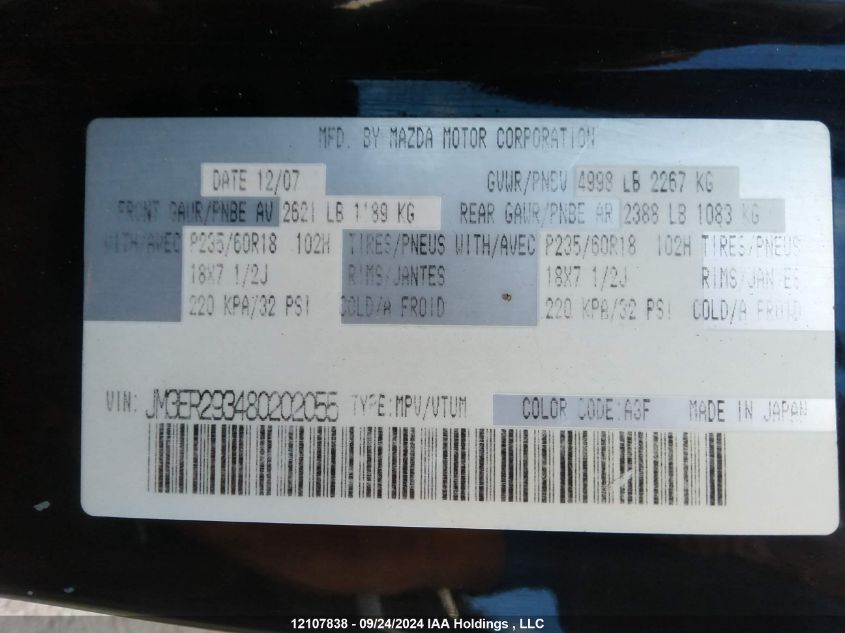 MFD. BY MAZDA MOTOR CORPORATION
DATE 12/07 GVWR/PNBV 4998 LB 2267 KG
FRONT GAWR/PNBE AV 2621 LB 1189 KG REAR GAWR/PNBE AR 2388 LB 1083 KG
WITH/AVEC P235/60R18 102H TIRES/PNEUS WITH/AVEC P235/60R18 102H TIRES/PNEUS
18X7 1/2J RIMS/JANTES 18X7 1/2J RIMS/JANTES
220 KPA/32 PSI COLD/A FROID 220 KPA/32 PSI COLD/A FROID
VIN: JM3ER293480202055 TYPE:MPV/VTUM COLOR CODE:A3F MADE IN JAPAN
12107838 - 09/24/2024 IAA Holdings , LLC